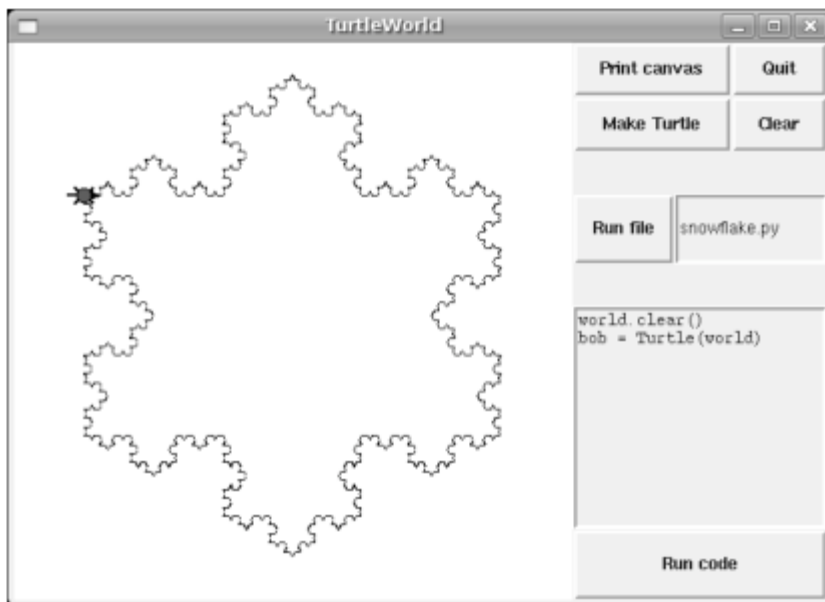 TurtleWorld
Print canvas
Quit
Make Turtle
Clear
Run file
snowflake.py
world.clear()
bob = Turtle(world)
Run code